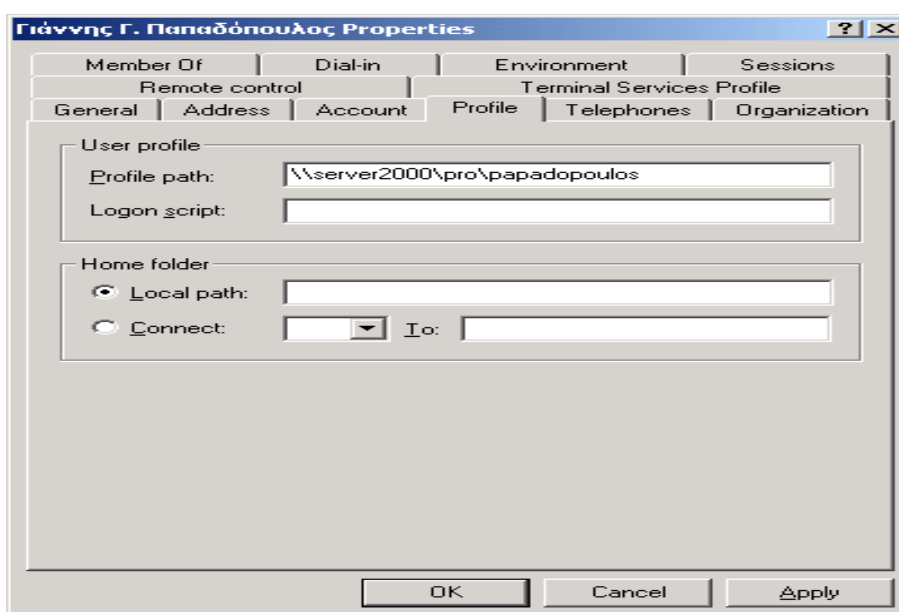 Γιάννης Γ. Παπαδόπουλος Properties
Member Of Dial-in Environment Sessions
Remote control Terminal Services Profile
General Address Account Profile Telephones Organization
User profile
Profile path: \\server2000\pro\papadopoulos
Logon script:
Home folder
Local path:
Connect: To:
OK Cancel Apply